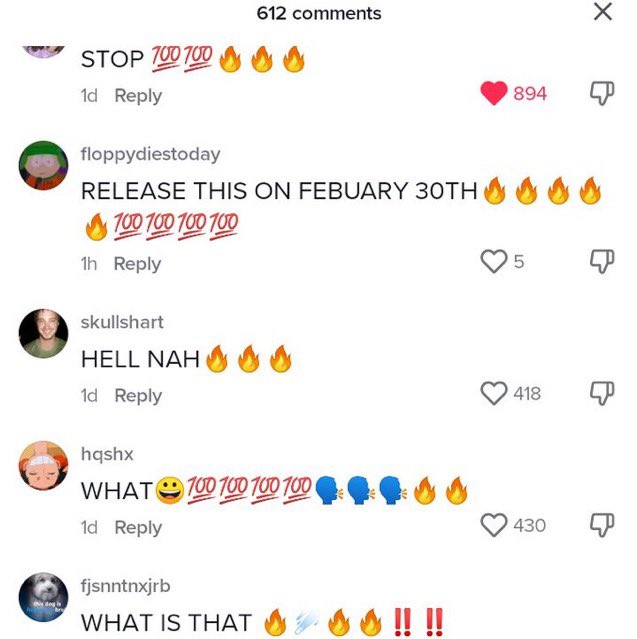 612 comments
STOP 💯💯🔥🔥🔥
1d Reply
894
floppydiestoday
RELEASE THIS ON FEBUARY 30TH🔥🔥🔥🔥
🔥💯💯💯💯
1h Reply
5
skullshart
HELL NAH🔥🔥🔥
1d Reply
418
hqshx
WHAT😀💯💯💯💯🗣🗣🗣🔥🔥
1d Reply
430
fjsnntnxjrb
WHAT IS THAT 🔥☄️🔥🔥‼️‼️